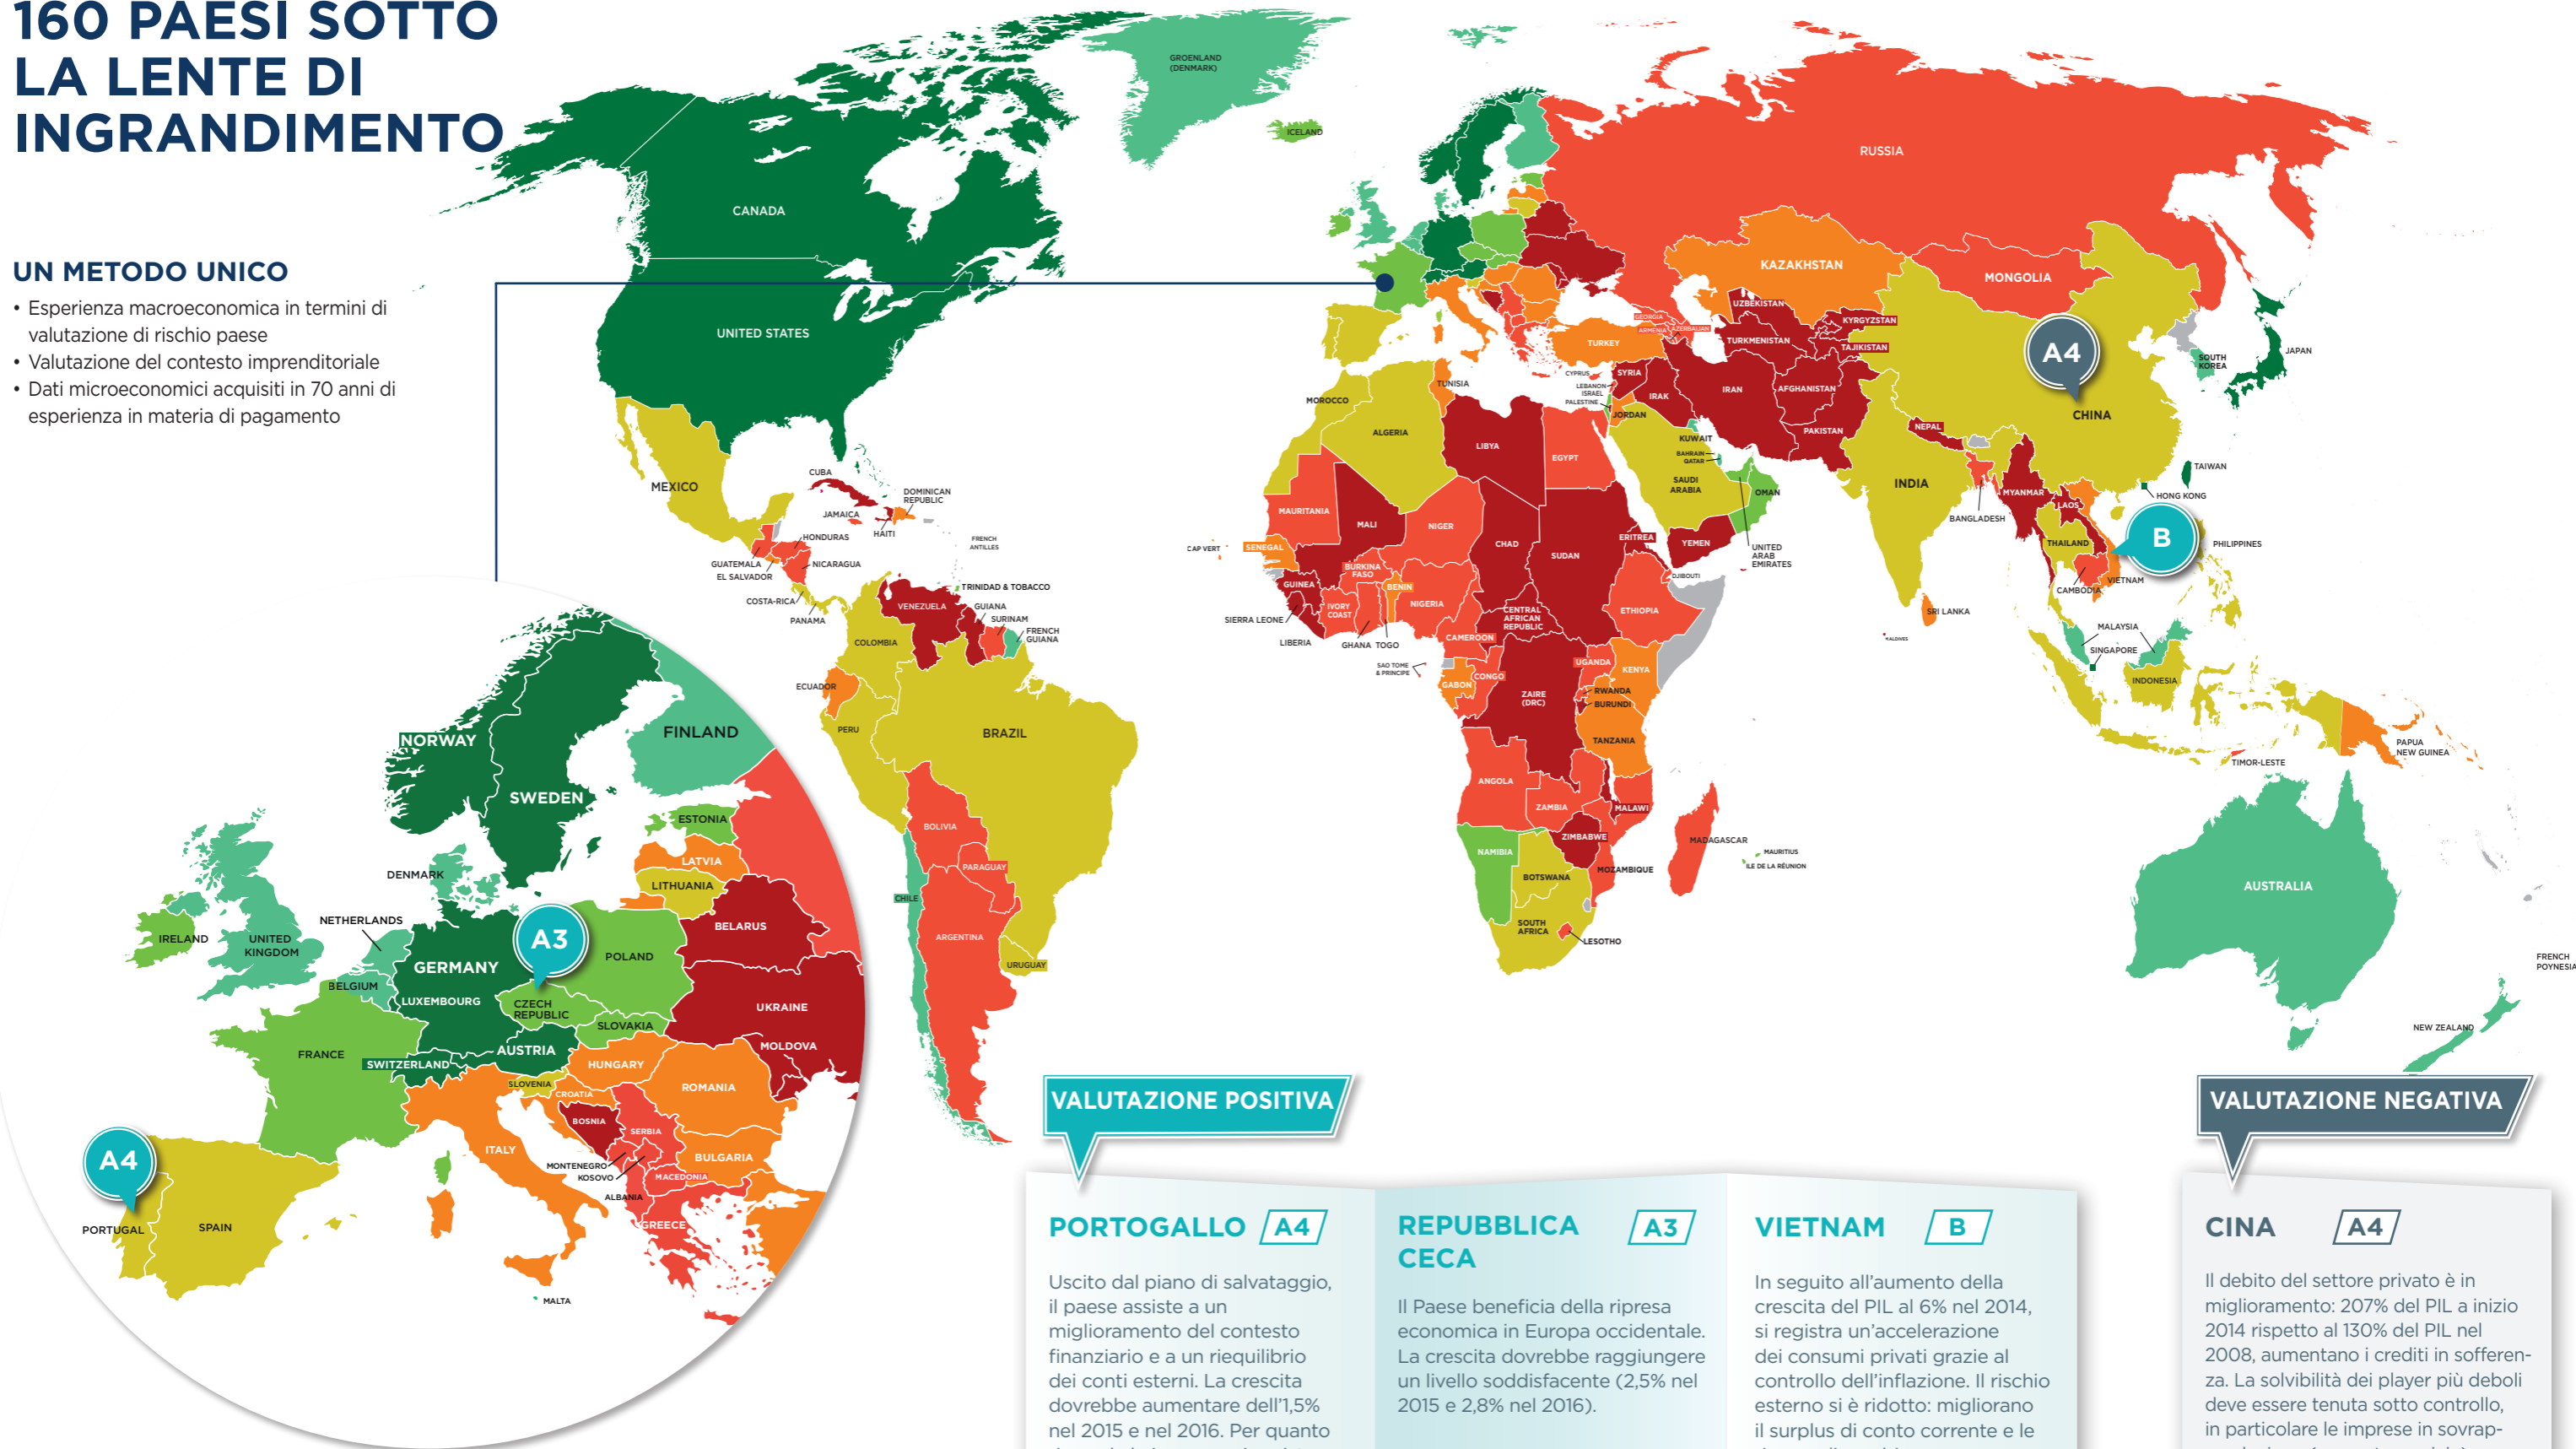 160 PAESI SOTTO
LA LENTE DI
INGRANDIMENTO
UN METODO UNICO
• Esperienza macroeconomica in termini di
valutazione di rischio paese
• Valutazione del contesto imprenditoriale
• Dati microeconomici acquisiti in 70 anni di
esperienza in materia di pagamento
GROENLAND
(DENMARK)
ICELAND
RUSSIA
CANADA
UNITED STATES
KAZAKHSTAN
MONGOLIA
UZBEKISTAN
GEORGIA
ARMENIA
AZERBAIJAN
KYRGYZSTAN
TURKEY
TURKMENISTAN
TAJIKISTAN
A4
SOUTH
KOREA
JAPAN
CYPRUS
SYRIA
LEBANON
ISRAEL
PALESTINE
TUNISIA
IRAK
IRAN
AFGHANISTAN
MOROCCO
JORDAN
CHINA
ALGERIA
LIBYA
EGYPT
KUWAIT
PAKISTAN
NEPAL
BAHRAIN
QATAR
SAUDI
ARABIA
OMAN
INDIA
TAIWAN
HONG KONG
MEXICO
CUBA
DOMINICAN
REPUBLIC
JAMAICA
HAITI
HONDURAS
FRENCH
ANTILLES
GUATEMALA
NICARAGUA
EL SALVADOR
TRINIDAD & TOBACCO
COSTA-RICA
PANAMA
VENEZUELA
GUIANA
SURINAM
FRENCH
GUIANA
COLOMBIA
ECUADOR
PERU
BRAZIL
BOLIVIA
PARAGUAY
CHILE
ARGENTINA
URUGUAY
MAURITANIA
MALI
NIGER
CHAD
SUDAN
ERITREA
YEMEN
UNITED
ARAB
EMIRATES
CAP VERT
SENEGAL
DJIBOUTI
GUINEA
BURKINA
FASO
BENIN
SIERRA LEONE
IVORY
COAST
NIGERIA
CENTRAL
AFRICAN
REPUBLIC
ETHIOPIA
LIBERIA
GHANA
TOGO
CAMEROON
SAO TOME
& PRINCIPE
GABON
CONGO
UGANDA
KENYA
ZAIRE
(DRC)
RWANDA
BURUNDI
TANZANIA
ANGOLA
ZAMBIA
MALAWI
ZIMBABWE
NAMIBIA
BOTSWANA
MOZAMBIQUE
MADAGASCAR
MAURITIUS
ILE DE LA RÉUNION
SOUTH
AFRICA
LESOTHO
BANGLADESH
MYANMAR
LAOS
THAILAND
B
PHILIPPINES
VIETNAM
CAMBODIA
SRI LANKA
MALDIVES
MALAYSIA
SINGAPORE
INDONESIA
PAPUA
NEW GUINEA
TIMOR-LESTE
AUSTRALIA
FRENCH
POYNESIA
NEW ZEALAND
NORWAY
SWEDEN
FINLAND
ESTONIA
LATVIA
LITHUANIA
DENMARK
NETHERLANDS
IRELAND
UNITED
KINGDOM
A3
BELARUS
POLAND
GERMANY
BELGIUM
LUXEMBOURG
CZECH
REPUBLIC
UKRAINE
SLOVAKIA
FRANCE
AUSTRIA
MOLDOVA
SWITZERLAND
HUNGARY
SLOVENIA
ROMANIA
CROATIA
BOSNIA
SERBIA
ITALY
BULGARIA
A4
MONTENEGRO
KOSOVO
MACEDONIA
ALBANIA
PORTUGAL
SPAIN
GREECE
MALTA
VALUTAZIONE POSITIVA
PORTOGALLO A4
Uscito dal piano di salvataggio,
il paese assiste a un
miglioramento del contesto
finanziario e a un riequilibrio
dei conti esterni. La crescita
dovrebbe aumentare dell’1,5%
nel 2015 e nel 2016. Per quanto
REPUBBLICA
CECA A3
Il Paese beneficia della ripresa
economica in Europa occidentale.
La crescita dovrebbe raggiungere
un livello soddisfacente (2,5% nel
2015 e 2,8% nel 2016).
VIETNAM B
In seguito all’aumento della
crescita del PIL al 6% nel 2014,
si registra un’accelerazione
dei consumi privati grazie al
controllo dell’inflazione. Il rischio
esterno si è ridotto: migliorano
il surplus di conto corrente e le
VALUTAZIONE NEGATIVA
CINA A4
Il debito del settore privato è in
miglioramento: 207% del PIL a inizio
2014 rispetto al 130% del PIL nel
2008, aumentano i crediti in sofferen-
za. La solvibilità dei player più deboli
deve essere tenuta sotto controllo,
in particolare le imprese in sovrap-